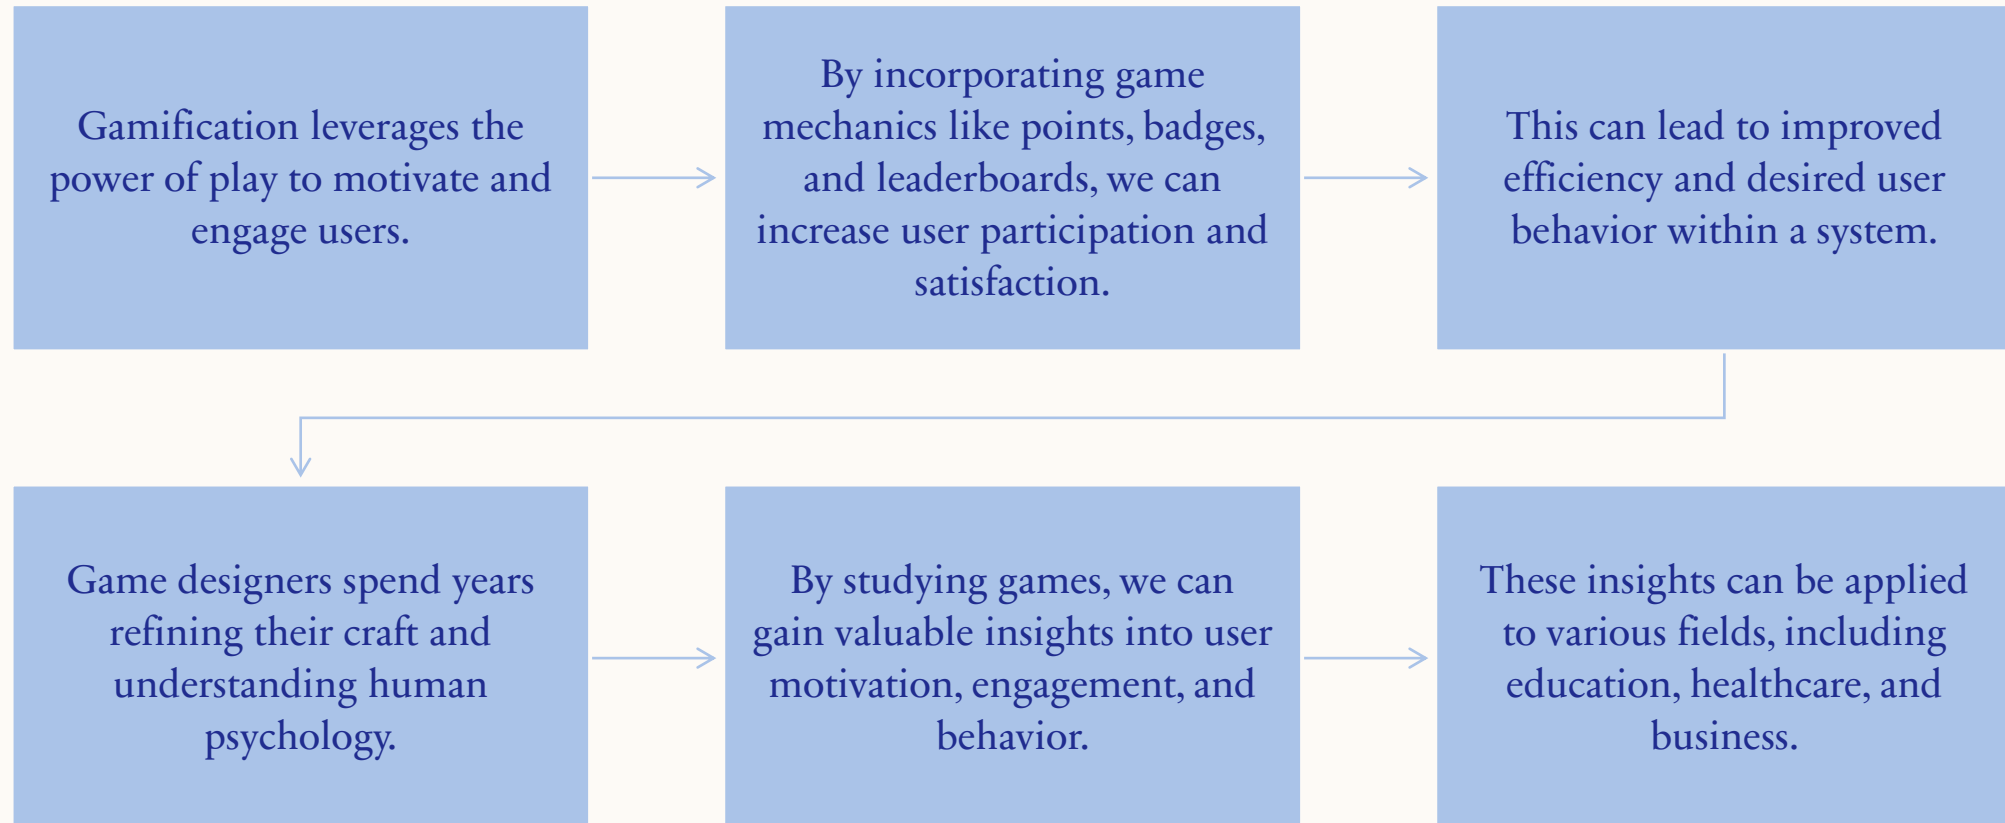 Gamification leverages the
power of play to motivate and
engage users.
By incorporating game
mechanics like points, badges,
and leaderboards, we can
increase user participation and
satisfaction.
This can lead to improved
efficiency and desired user
behavior within a system.
Game designers spend years
refining their craft and
understanding human
psychology.
By studying games, we can
gain valuable insights into user
motivation, engagement, and
behavior.
These insights can be applied
to various fields, including
education, healthcare, and
business.